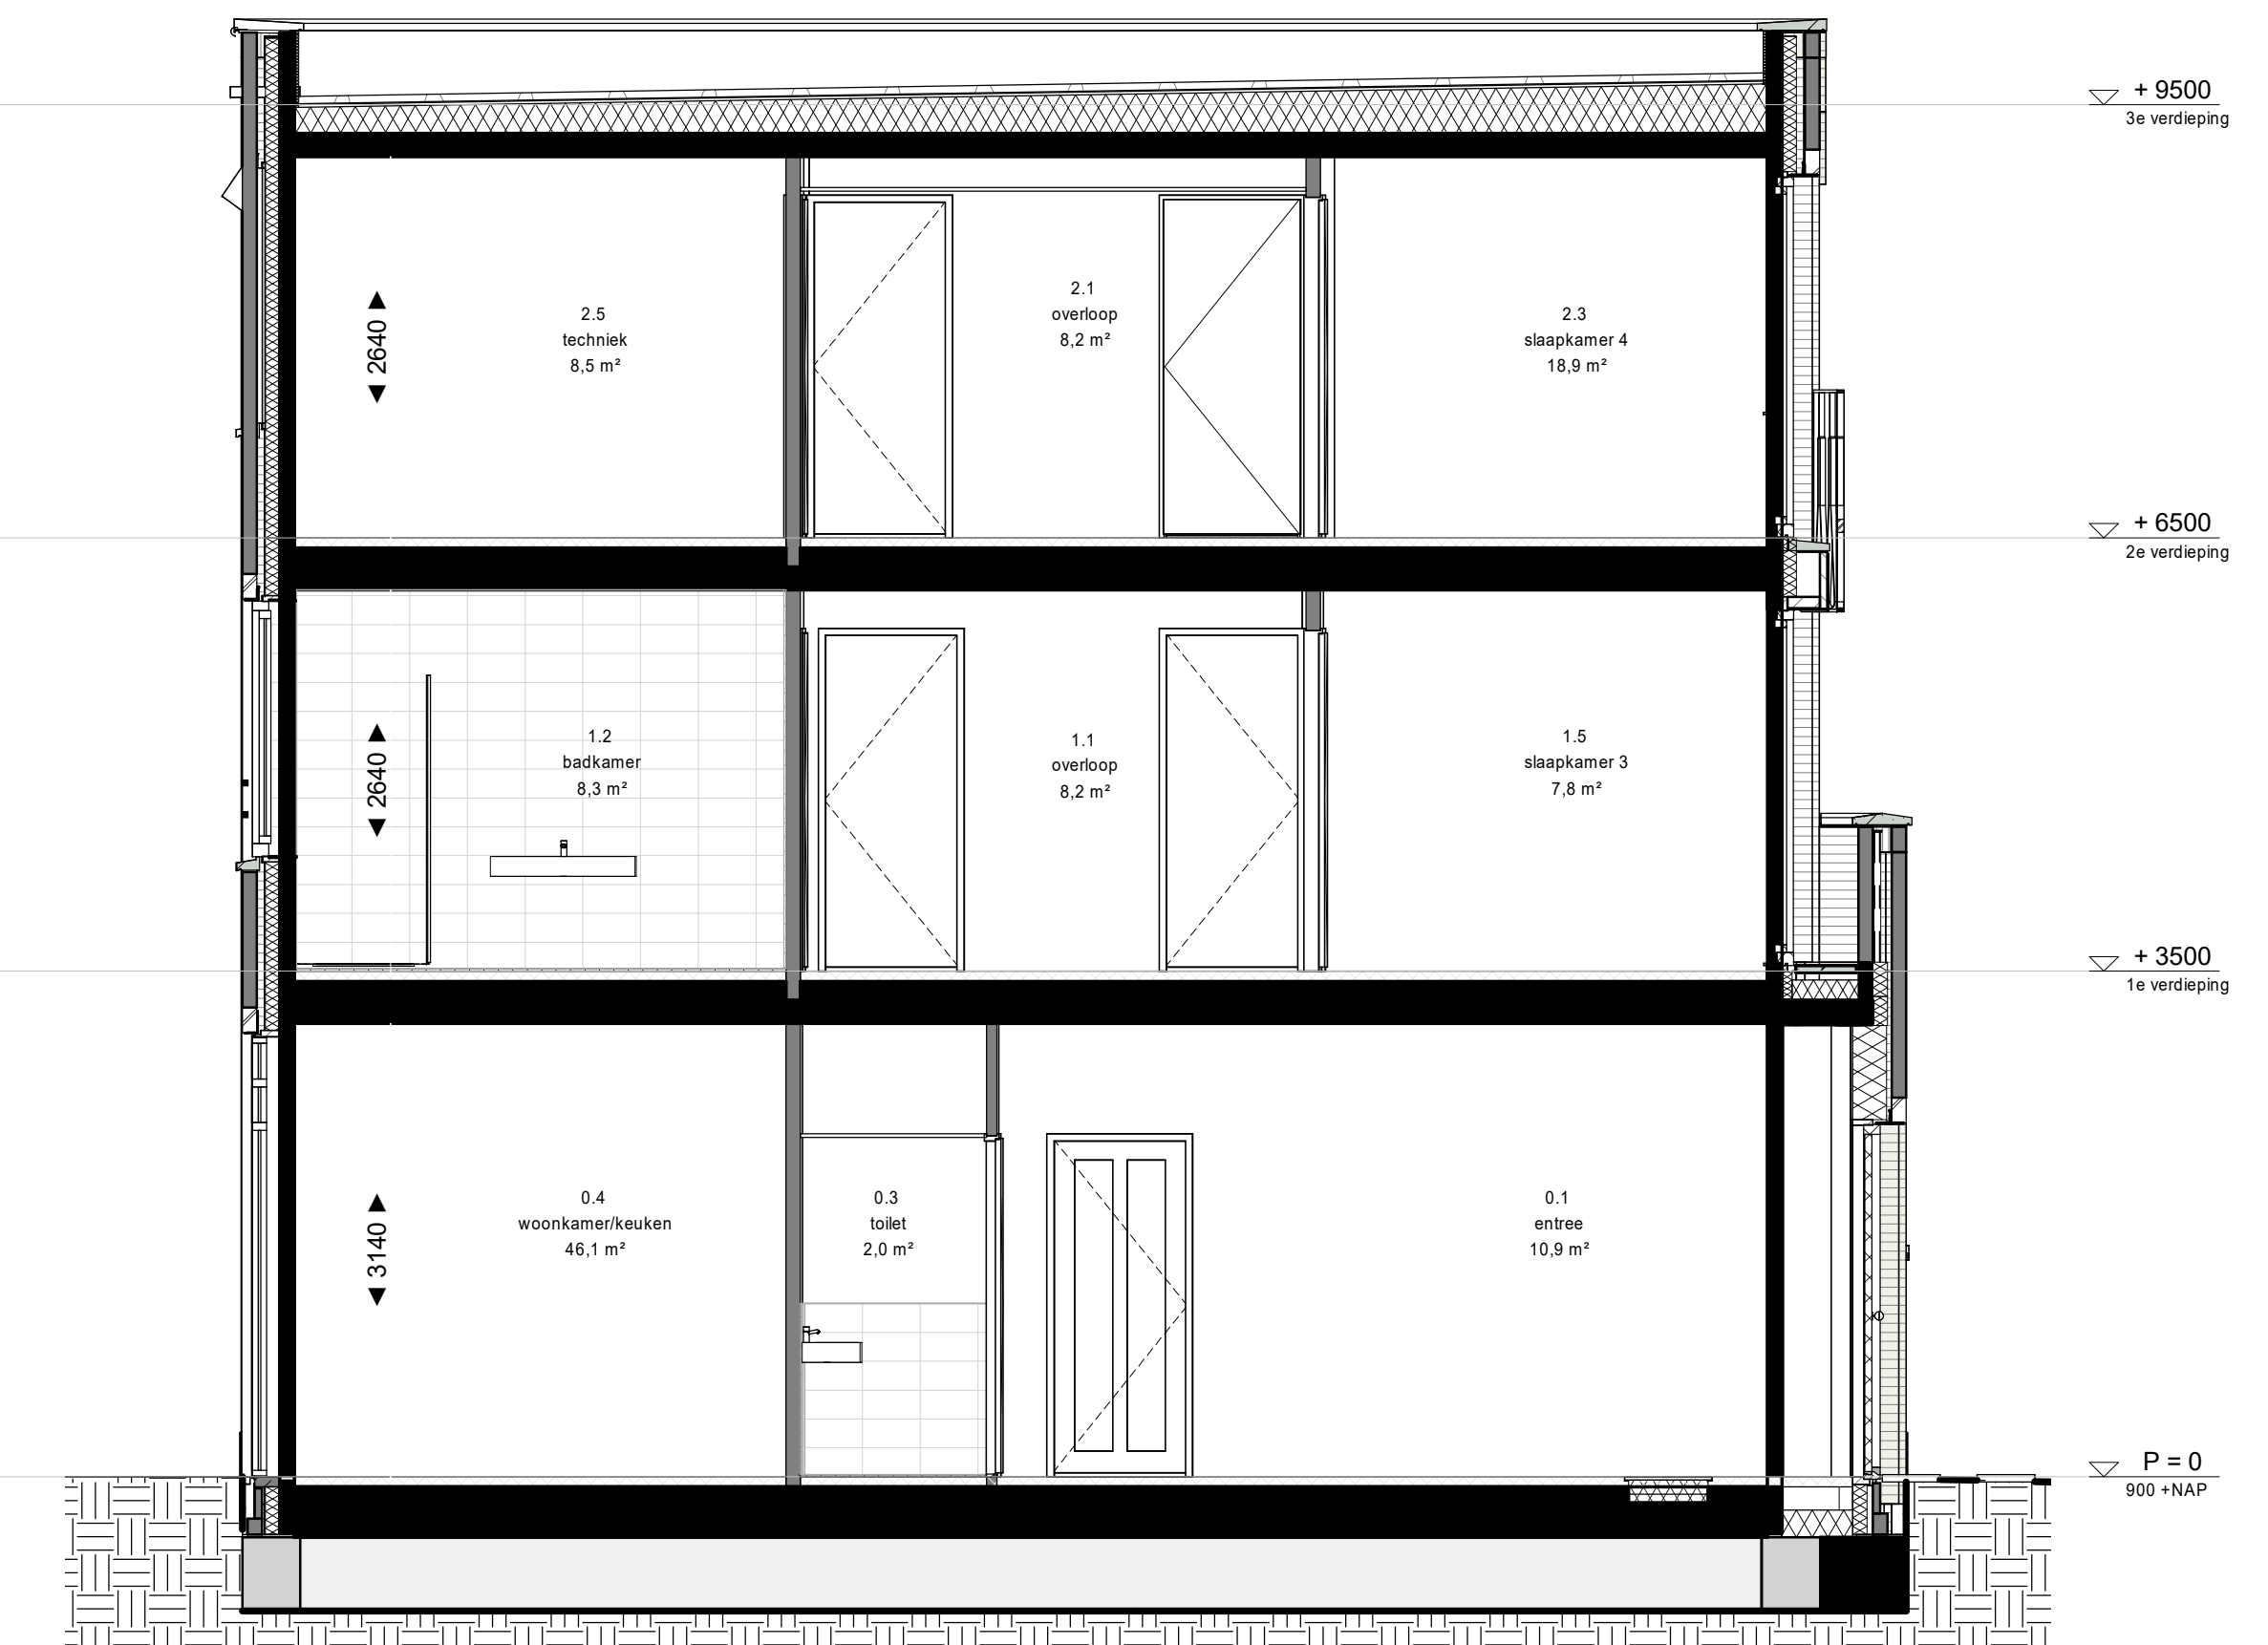 + 9500
3e verdieping
2.5
techniek
8,5 m²
2640
2.1
overloop
8,2 m²
2.3
slaapkamer 4
18,9 m²
+ 6500
2e verdieping
1.2
badkamer
8,3 m²
2640
1.1
overloop
8,2 m²
1.5
slaapkamer 3
7,8 m²
+ 3500
1e verdieping
0.4
woonkamer/keuken
46,1 m²
3140
0.3
toilet
2,0 m²
0.1
entree
10,9 m²
P = 0
900 +NAP